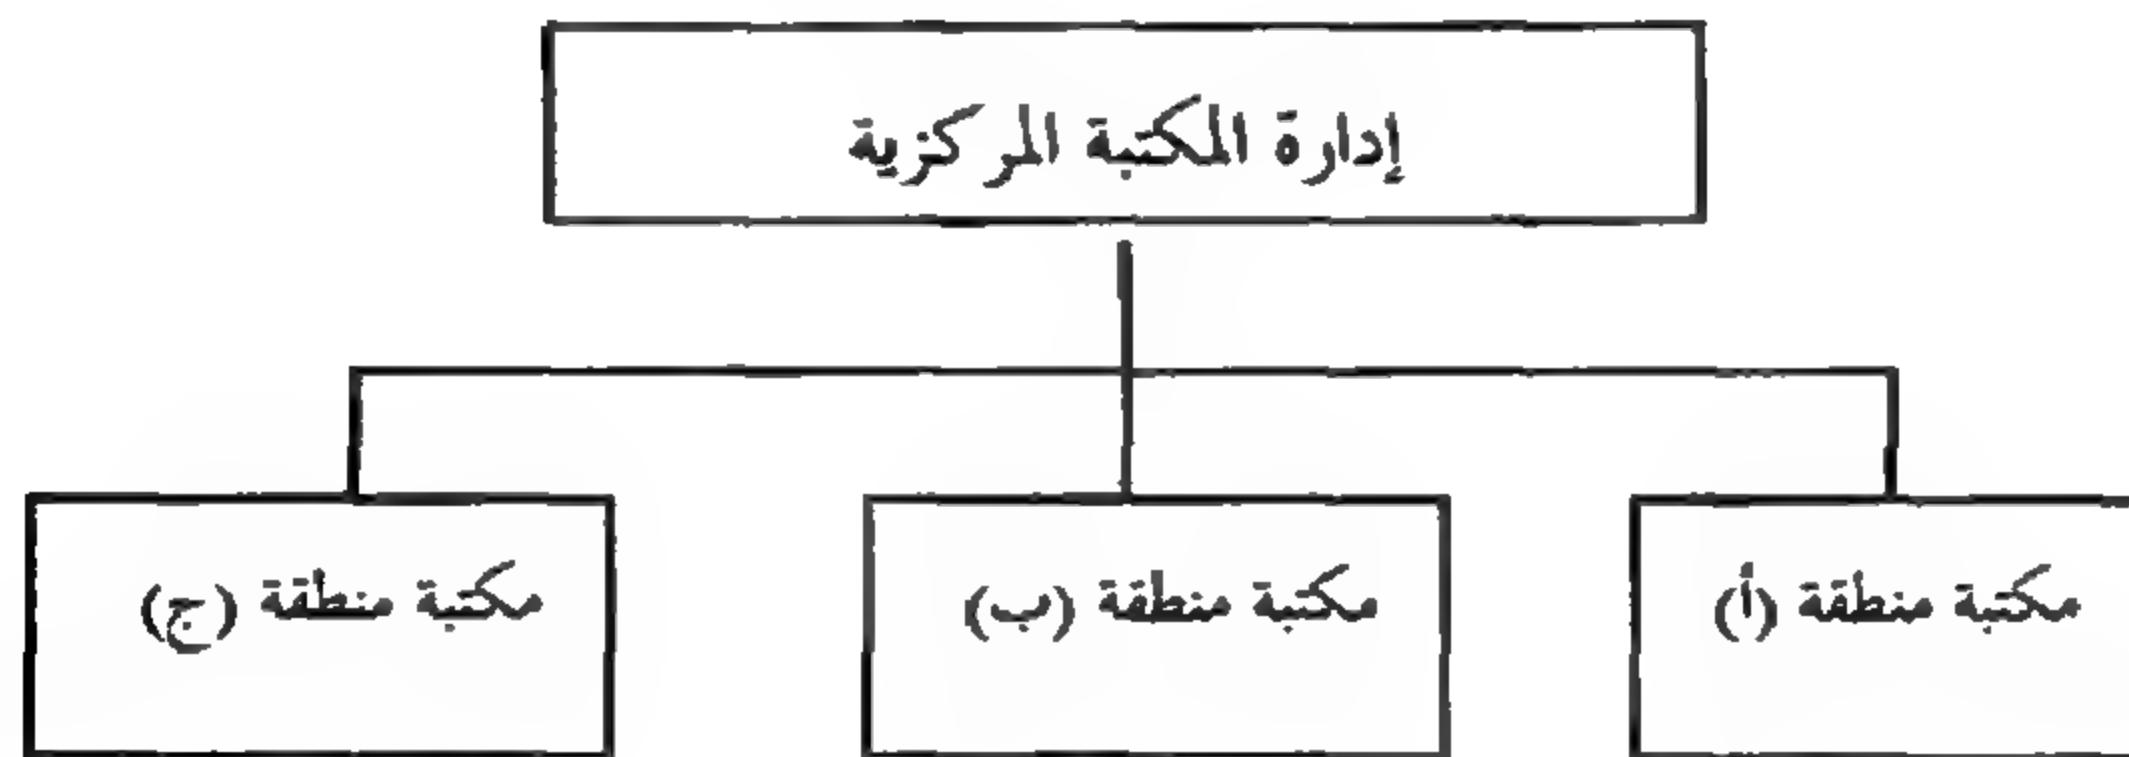 إدارة المكتبة المركزية
مكتبة منطقة (أ)
مكتبة منطقة (ب)
مكتبة منطقة (ج)